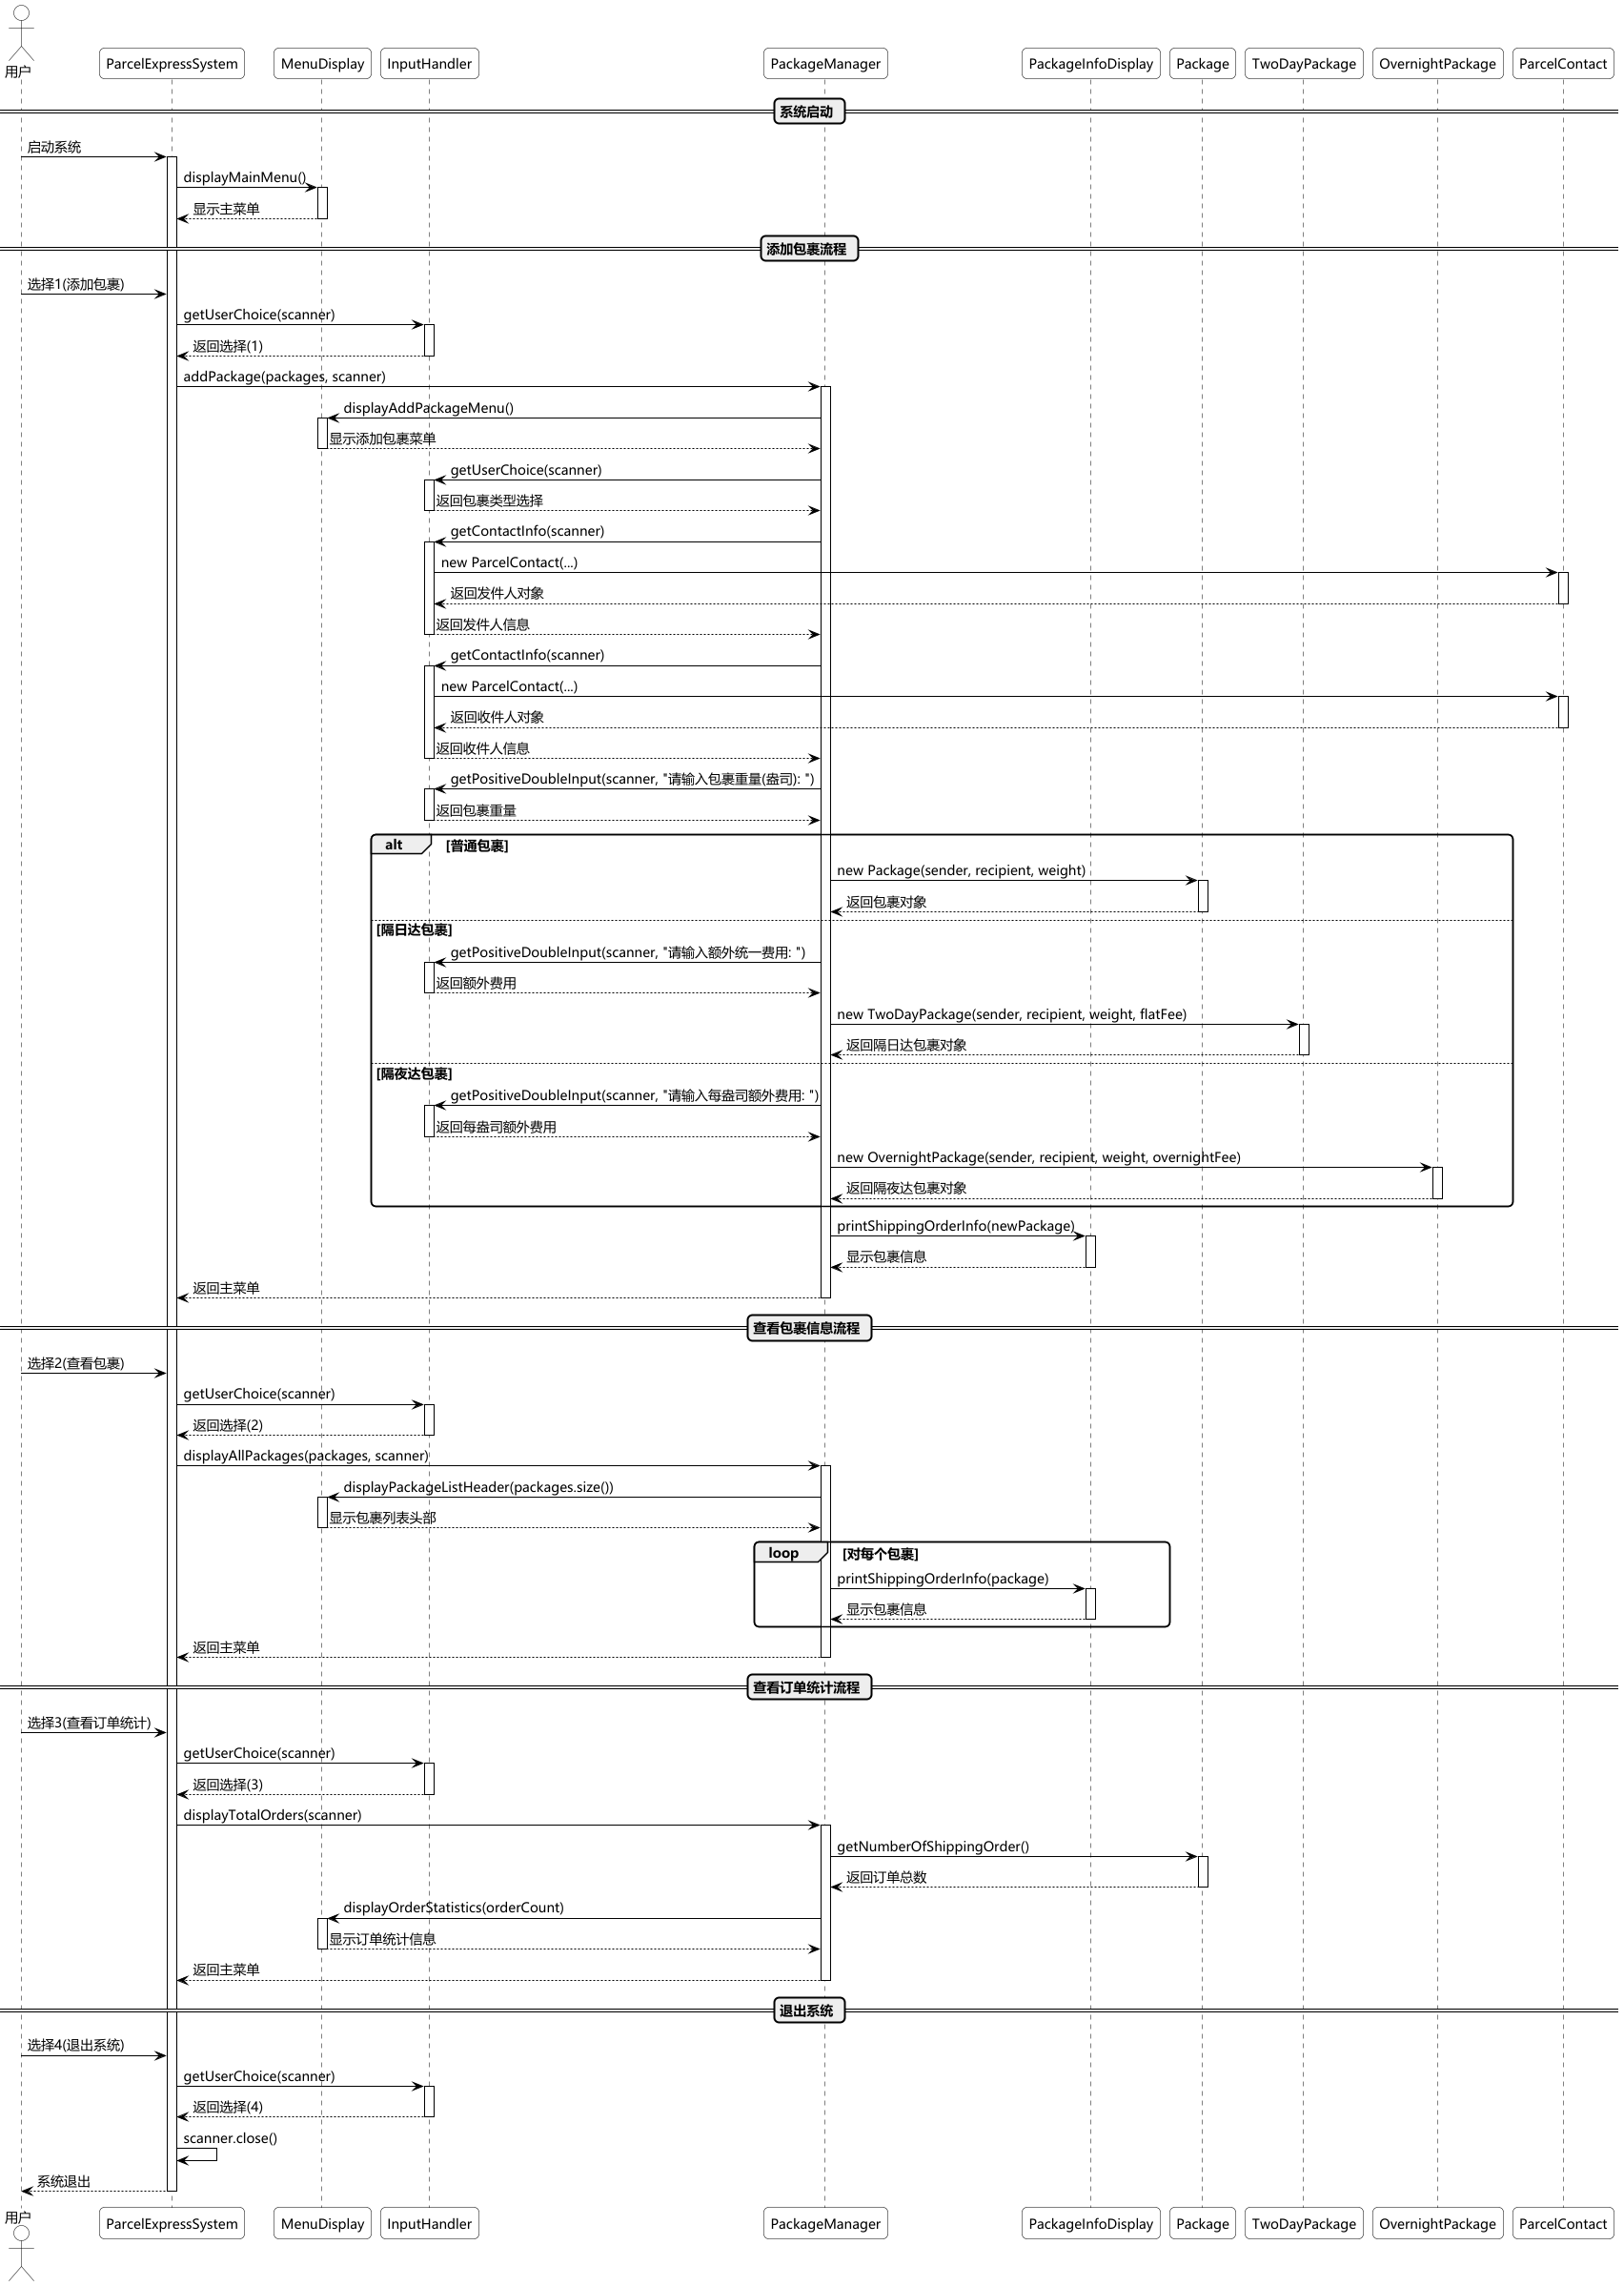 用户
ParcelExpressSystem
MenuDisplay
InputHandler
PackageManager
PackageInfoDisplay
Package
TwoDayPackage
OvernightPackage
ParcelContact
系统启动
启动系统
displayMainMenu()
显示主菜单
添加包裹流程
选择1(添加包裹)
getUserChoice(scanner)
返回选择(1)
addPackage(packages, scanner)
displayAddPackageMenu()
显示添加包裹菜单
getUserChoice(scanner)
返回包裹类型选择
getContactInfo(scanner)
new ParcelContact(...)
返回发件人对象
返回发件人信息
getContactInfo(scanner)
new ParcelContact(...)
返回收件人对象
返回收件人信息
getPositiveDoubleInput(scanner, "请输入包裹重量(盎司): ")
返回包裹重量
alt
[普通包裹]
new Package(sender, recipient, weight)
返回包裹对象
[隔日达包裹]
getPositiveDoubleInput(scanner, "请输入额外统一费用: ")
返回额外费用
new TwoDayPackage(sender, recipient, weight, flatFee)
返回隔日达包裹对象
[隔夜达包裹]
getPositiveDoubleInput(scanner, "请输入每盎司额外费用: ")
返回每盎司额外费用
new OvernightPackage(sender, recipient, weight, overnightFee)
返回隔夜达包裹对象
printShippingOrderInfo(newPackage)
显示包裹信息
返回主菜单
查看包裹信息流程
选择2(查看包裹)
getUserChoice(scanner)
返回选择(2)
displayAllPackages(packages, scanner)
displayPackageListHeader(packages.size())
显示包裹列表头部
loop
[对每个包裹]
printShippingOrderInfo(package)
显示包裹信息
返回主菜单
查看订单统计流程
选择3(查看订单统计)
getUserChoice(scanner)
返回选择(3)
displayTotalOrders(scanner)
getNumberOfShippingOrder()
返回订单总数
displayOrderStatistics(orderCount)
显示订单统计信息
返回主菜单
退出系统
选择4(退出系统)
getUserChoice(scanner)
返回选择(4)
scanner.close()
系统退出
用户
ParcelExpressSystem
MenuDisplay
InputHandler
PackageManager
PackageInfoDisplay
Package
TwoDayPackage
OvernightPackage
ParcelContact